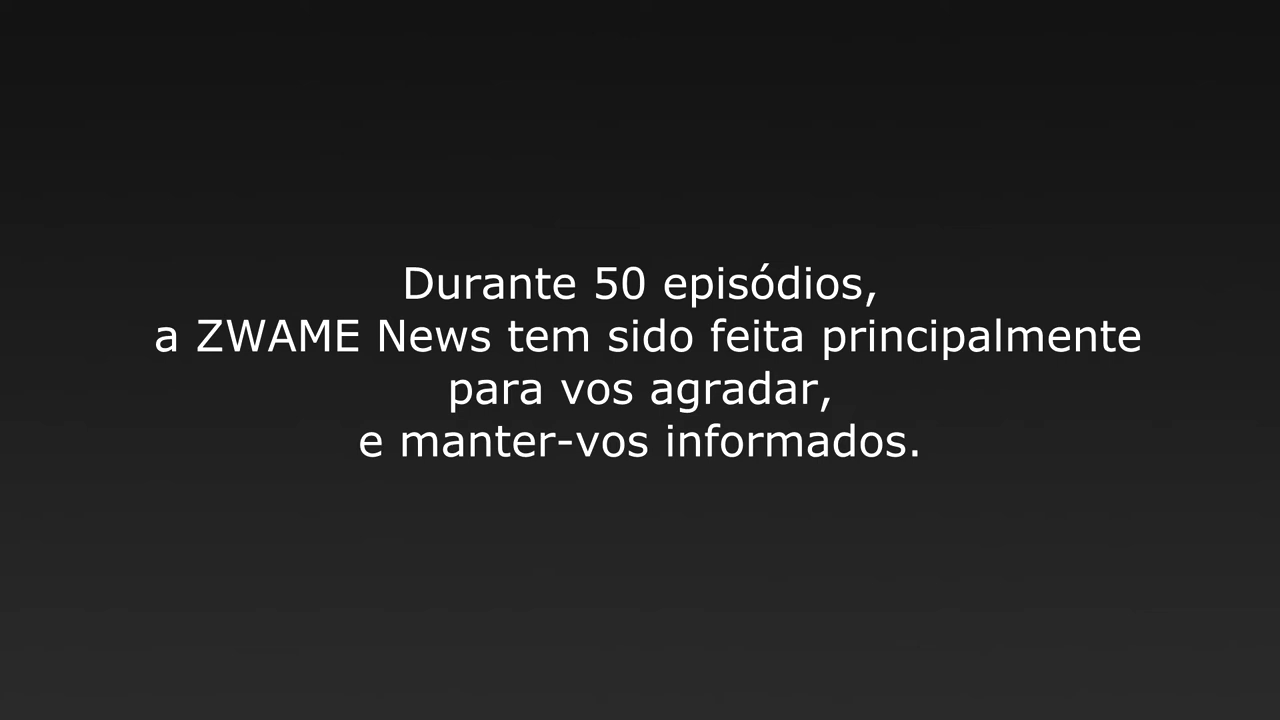 Durante 50 episódios,
a ZWAME News tem sido feita principalmente
para vos agradar,
e manter-vos informados.